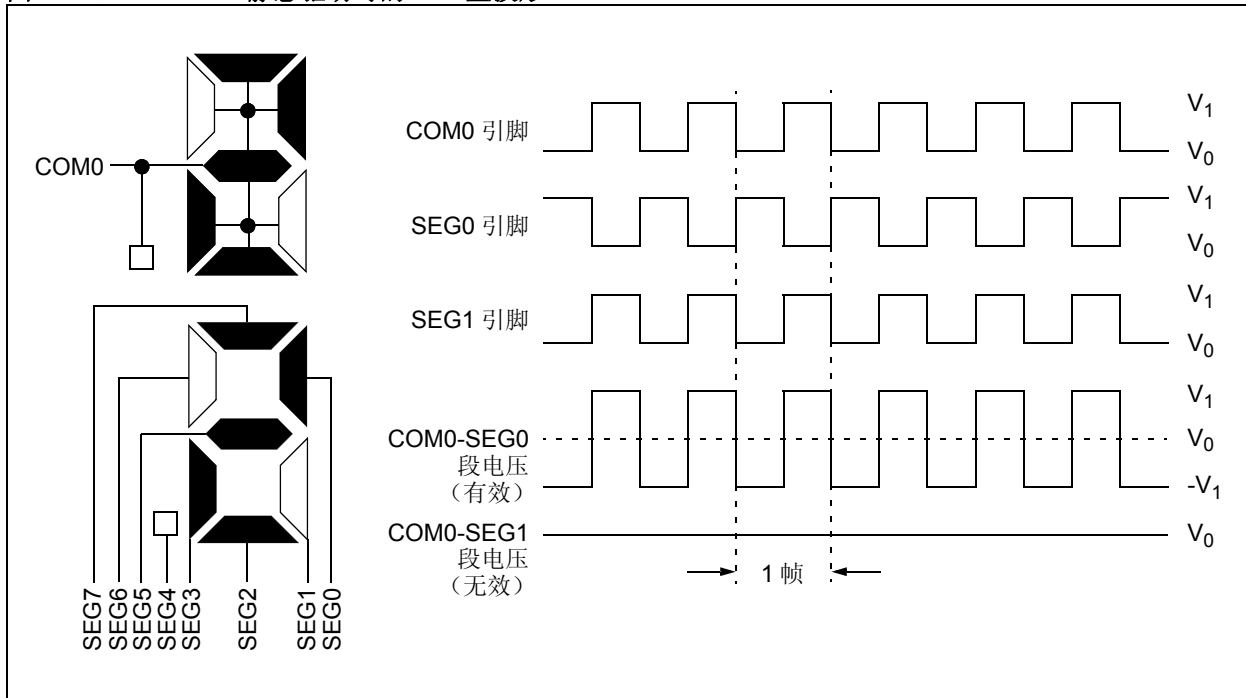 COM0
COM0 引脚
V1
V0
SEG0 引脚
V1
V0
SEG1 引脚
V1
V0
COM0-SEG0
段电压
（有效）
V1
V0
-V1
COM0-SEG1
段电压
（无效）
V0
1 帧
SEG7
SEG6
SEG5
SEG4
SEG3
SEG2
SEG1
SEG0